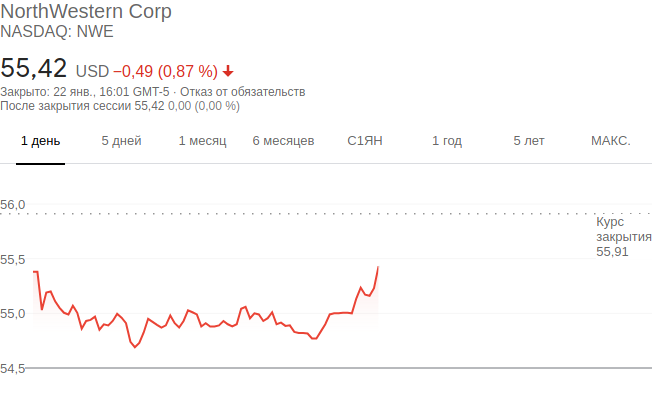 NorthWestern Corp
NASDAQ: NWE
55,42 USD −0,49 (0,87 %)
Закрыто: 22 янв., 16:01 GMT-5 · Отказ от обязательств
После закрытия сессии 55,42 0,00 (0,00 %)
1 день 5 дней 1 месяц 6 месяцев С1ЯН 1 год 5 лет МАКС.
56,0
Курс
закрытия
55,91
55,5
55,0
54,5